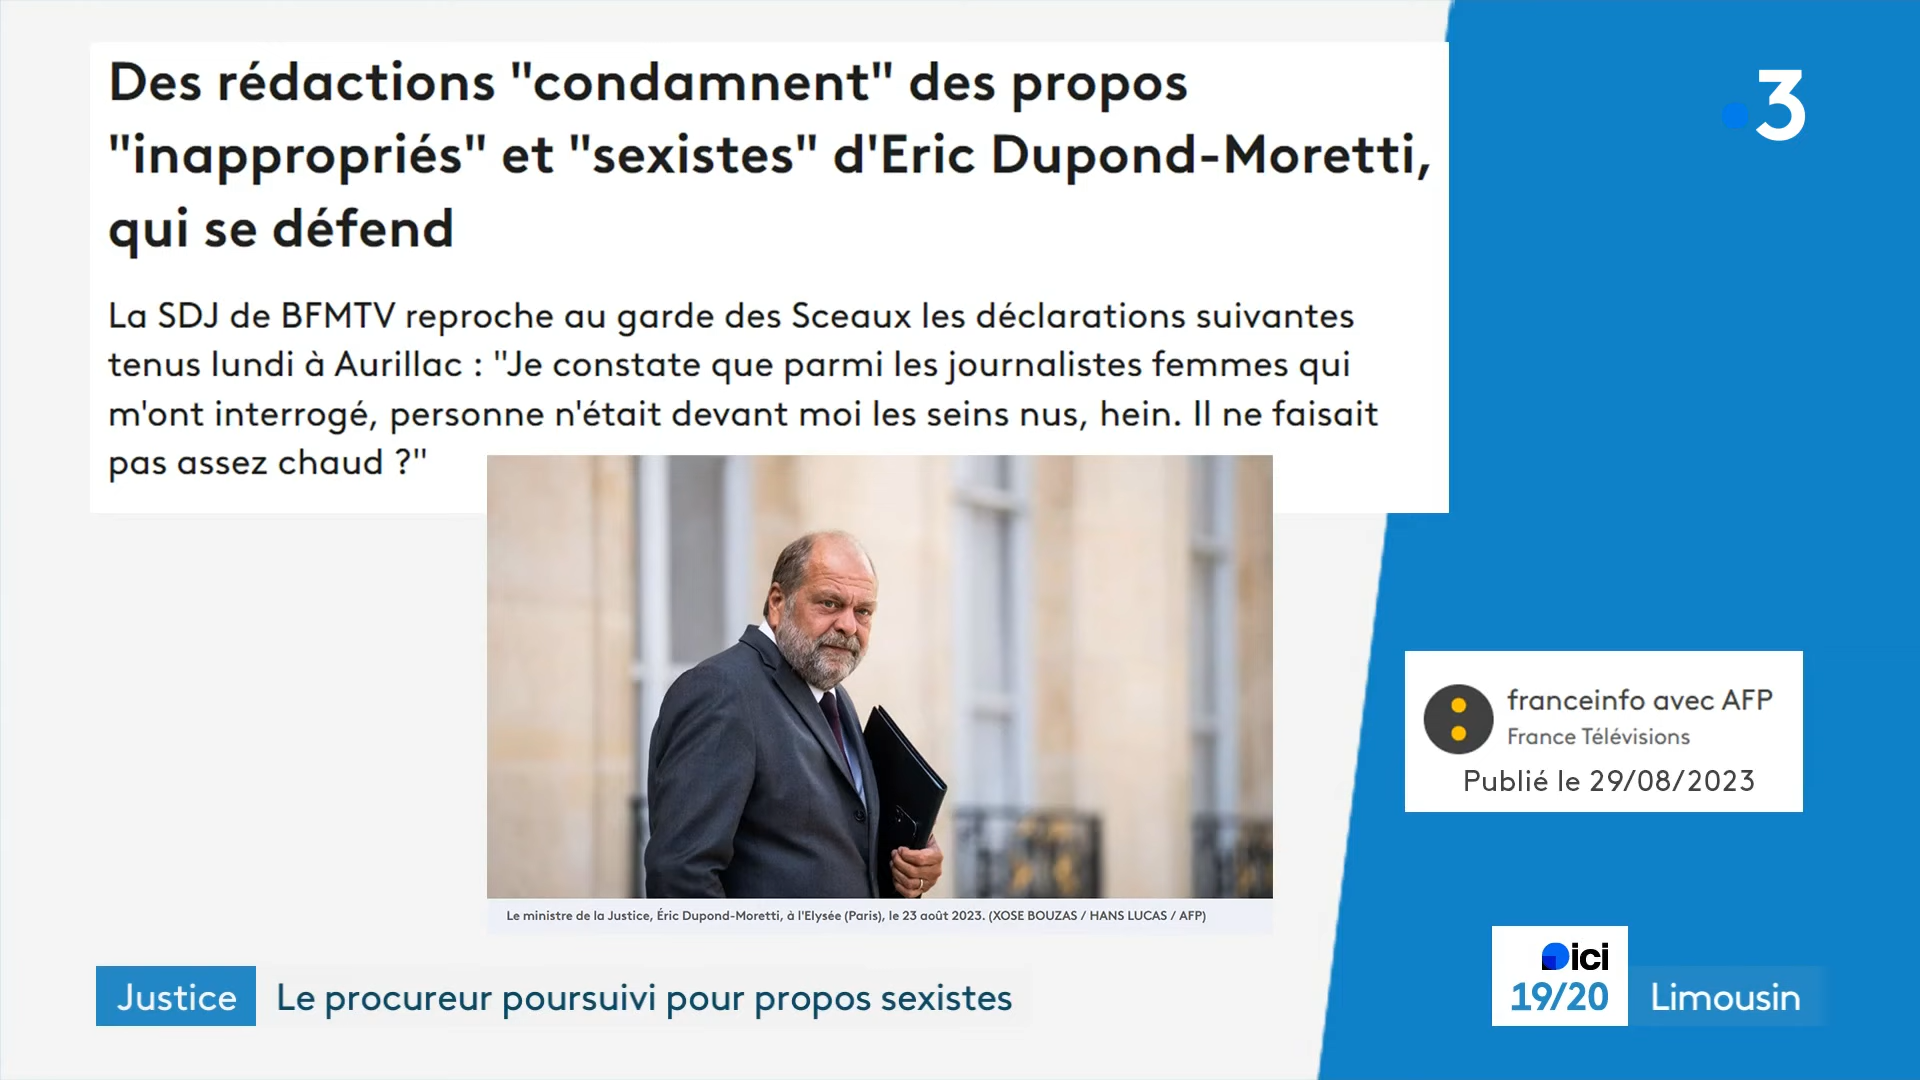 Des rédactions "condamnent" des propos
"inappropriés" et "sexistes" d'Eric Dupond-Moretti,
qui se défend
La SDJ de BFMTV reproche au garde des Sceaux les déclarations suivantes
tenus lundi à Aurillac : "Je constate que parmi les journalistes femmes qui
m'ont interrogé, personne n'était devant moi les seins nus, hein. Il ne faisait
pas assez chaud ?"
3
franceinfo avec AFP
France Télévisions
Publié le 29/08/2023
Le ministre de la Justice, Éric Dupond-Moretti, à l'Elysée (Paris), le 23 août 2023. (XOSE BOUZAS / HANS LUCAS / AFP)
Justice Le procureur poursuivi pour propos sexistes
ici
19/20 Limousin